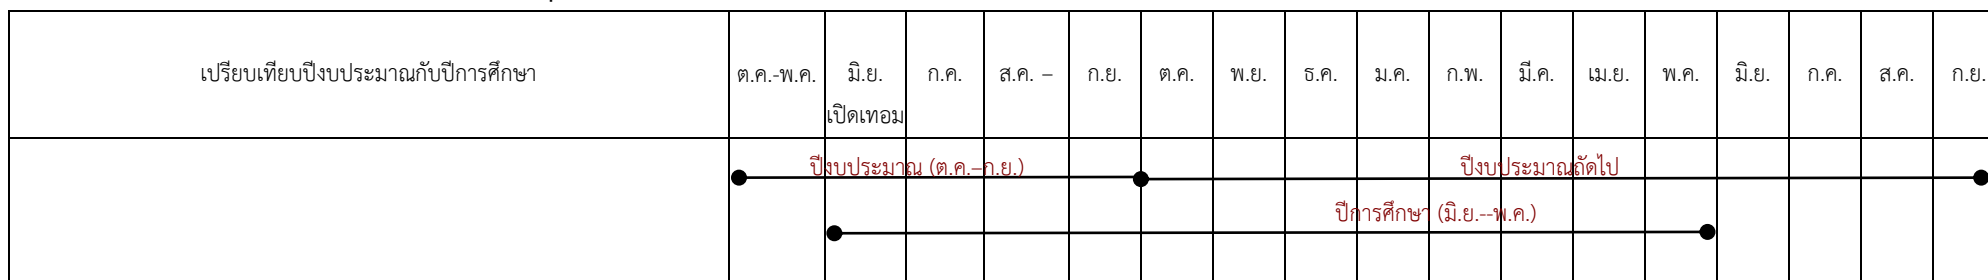 เปรียบเทียบปีงบประมาณกับปีการศึกษา ต.ค.-พ.ค. มิ.ย. ก.ค. ส.ค. – ก.ย. ต.ค. พ.ย. ธ.ค. ม.ค. ก.พ. มี.ค. เม.ย. พ.ค. มิ.ย. ก.ค. ส.ค. ก.ย.
เปิดเทอม
ปีงบประมาณ (ต.ค.–ก.ย.) ปีงบประมาณถัดไป
ปีการศึกษา (มิ.ย.--พ.ค.)